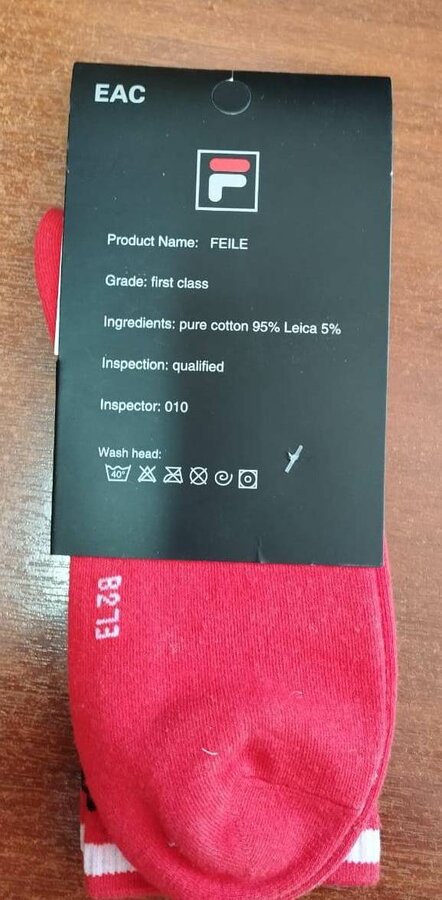 EAC
F
Product Name: FEILE
Grade: first class
Ingredients: pure cotton 95% Leica 5%
Inspection: qualified
Inspector: 010
Wash head:
40°
8273